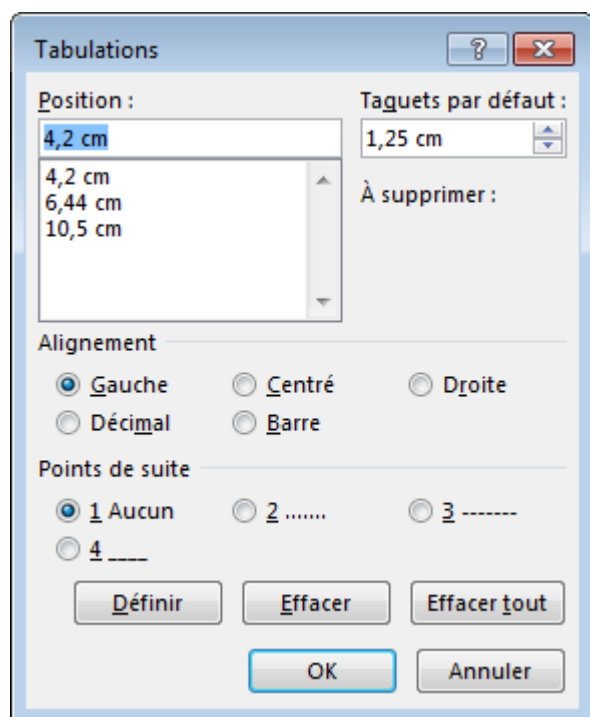 Tabulations
Position :
Taquets par défaut :
4,2 cm
1,25 cm
4,2 cm
6,44 cm
10,5 cm
À supprimer :
Alignement
Gauche
Centré
Droite
Décimal
Barre
Points de suite
1 Aucun
2 .......
3 -------
4 ____
Définir
Effacer
Effacer tout
OK
Annuler